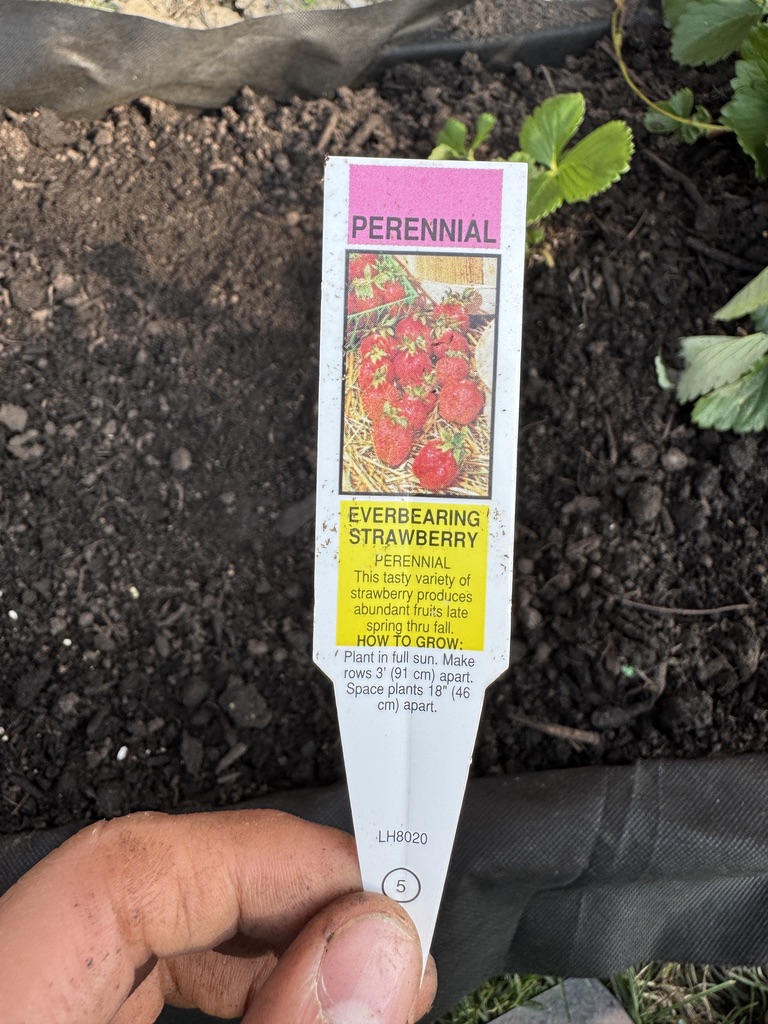 PERENNIAL
EVERBEARING
STRAWBERRY
PERENNIAL
This tasty variety of
strawberry produces
abundant fruits late
spring thru fall.
HOW TO GROW:
Plant in full sun. Make
rows 3' (91 cm) apart.
Space plants 18" (46
cm) apart.
LH8020
5